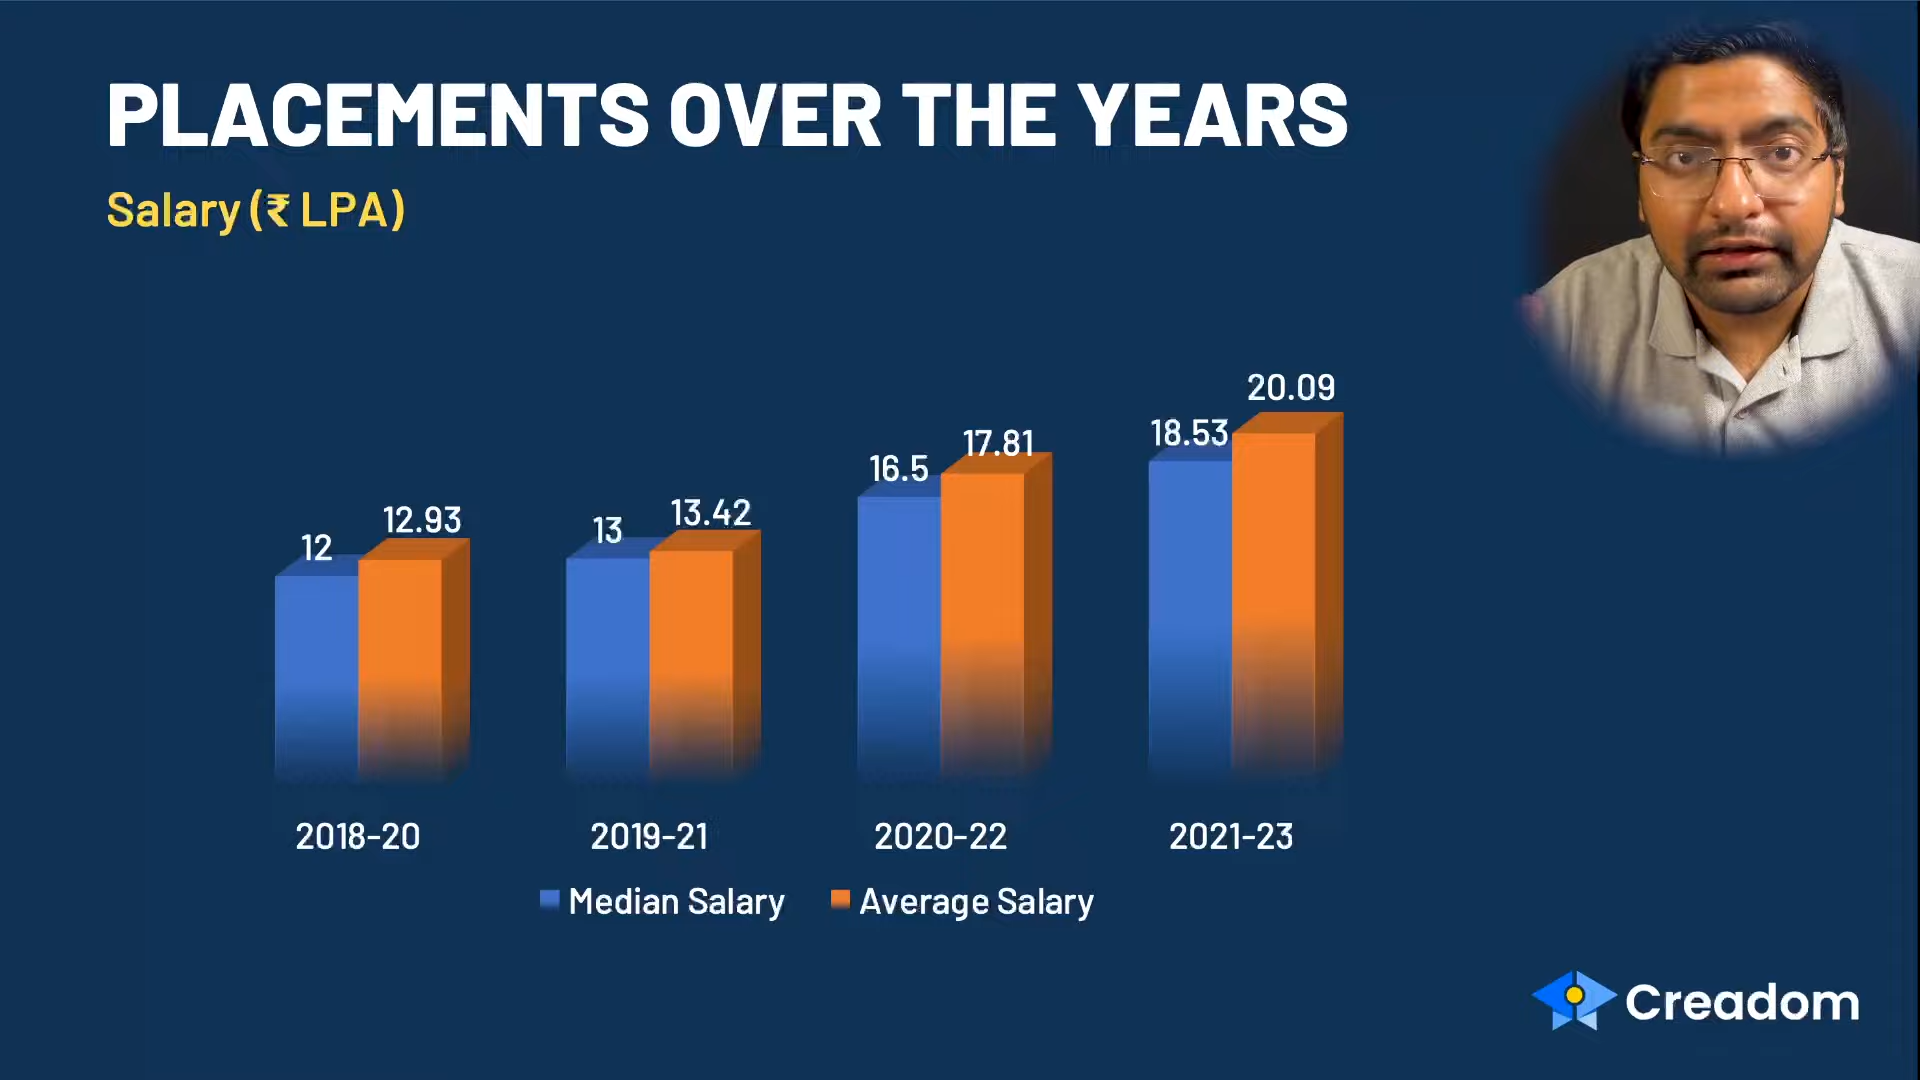 PLACEMENTS OVER THE YEARS
Salary (₹ LPA)
12
12.93
13
13.42
16.5
17.81
18.53
20.09
2018-20
2019-21
2020-22
2021-23
Median Salary
Average Salary
Creadom